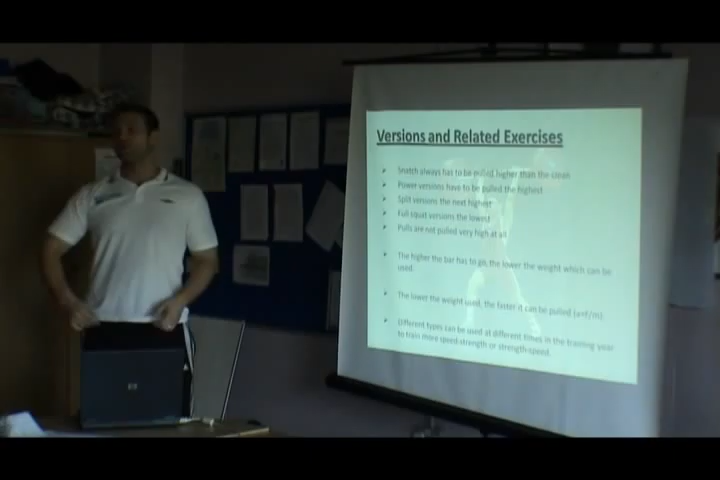 Versions and Related Exercises
Snatch always has to be pulled higher than the clean
Power versions have to be pulled the highest
Split versions the next highest
Full squat versions the lowest
Pulls are not pulled very high at all
The higher the bar has to go, the lower the weight which can be
used
The lower the weight used, the faster it can be pulled (a=f/m)
Different types can be used at different times in the training year
to train more speed-strength or strength-speed.
hp